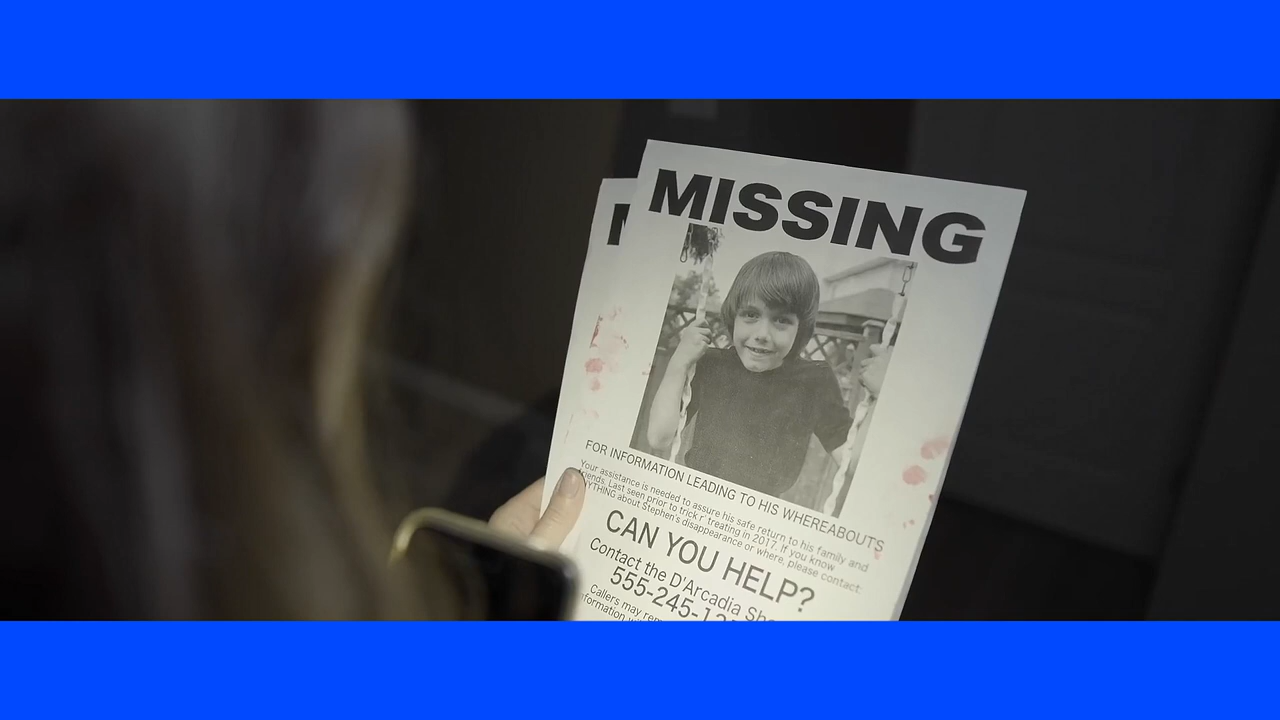 MISSING
FOR INFORMATION LEADING TO HIS WHEREABOUTS
Your assistance is needed to assure his safe return to his family and
friends. Last seen prior to trick r' treating in 2017. If you know
ANYTHING about Stephen's disappearance or where, please contact:
CAN YOU HELP?
Contact the D'Arcadia
555-245-
Callers may